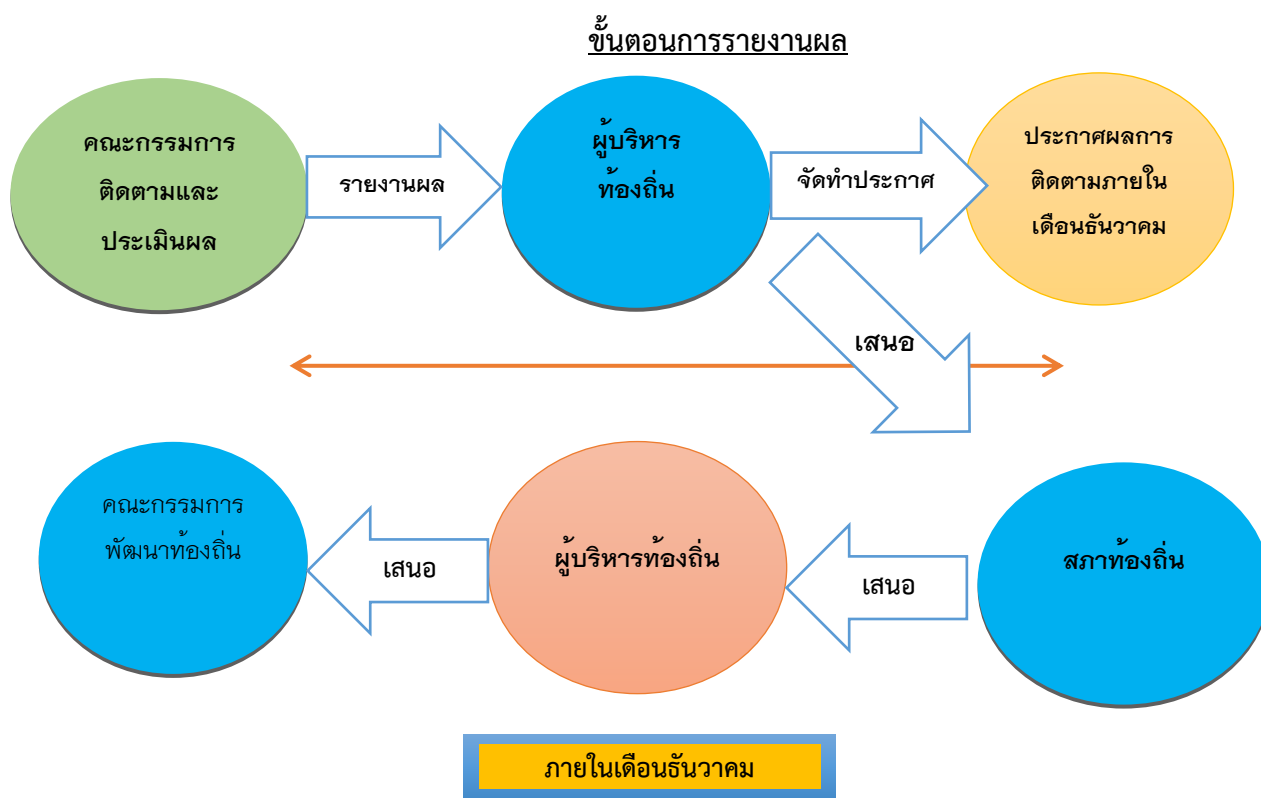 ขั้นตอนการรายงานผล
คณะกรรมการ
ติดตามและ
ประเมินผล
รายงานผล
ผู้บริหาร
ท้องถิ่น
จัดทำประกาศ
ประกาศผลการ
ติดตามภายใน
เดือนธันวาคม
เสนอ
คณะกรรมการ
พัฒนาท้องถิ่น
เสนอ
ผู้บริหารท้องถิ่น
เสนอ
สภาท้องถิ่น
ภายในเดือนธันวาคม